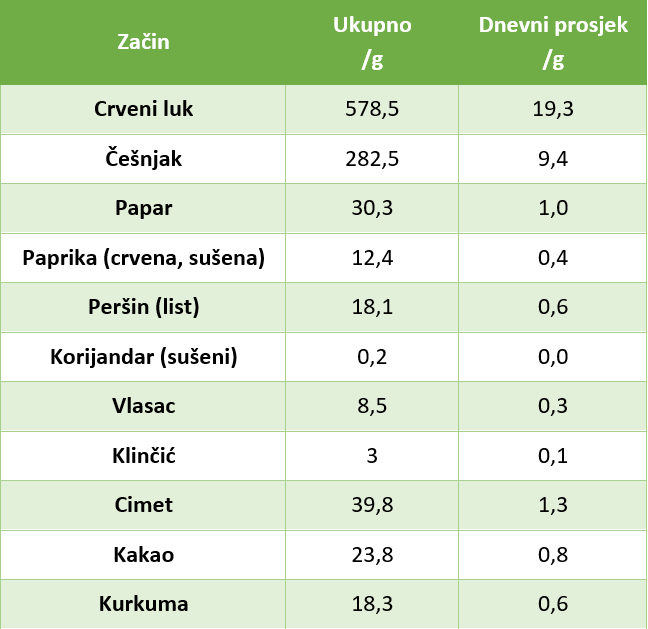 Začin Ukupno /g Dnevni prosjek /g
Crveni luk 578,5 19,3
Češnjak 282,5 9,4
Papar 30,3 1,0
Paprika (crvena, sušena) 12,4 0,4
Peršin (list) 18,1 0,6
Korijandar (sušeni) 0,2 0,0
Vlasac 8,5 0,3
Klinčić 3 0,1
Cimet 39,8 1,3
Kakao 23,8 0,8
Kurkuma 18,3 0,6